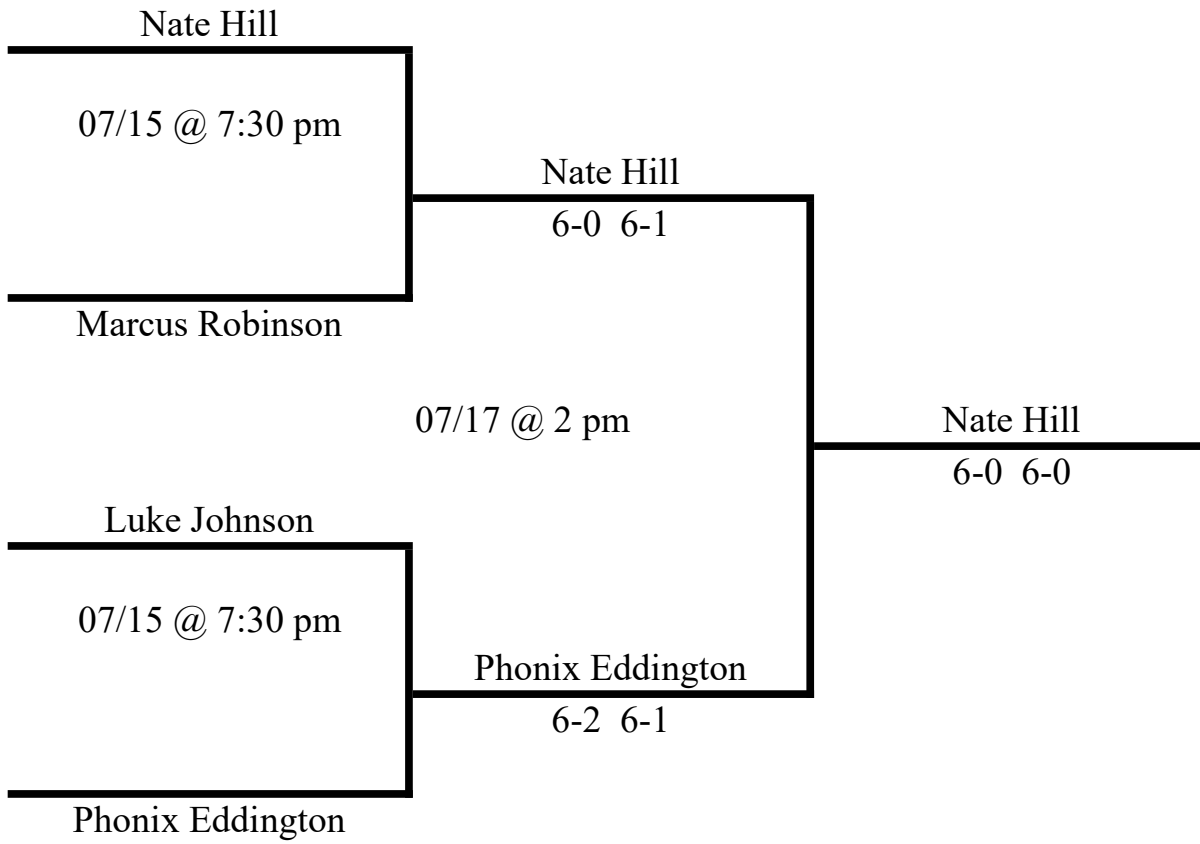 Nate Hill
07/15 @ 7:30 pm
Nate Hill
6-0 6-1
Marcus Robinson
07/17 @ 2 pm
Nate Hill
6-0 6-0
Luke Johnson
07/15 @ 7:30 pm
Phonix Eddington
6-2 6-1
Phonix Eddington